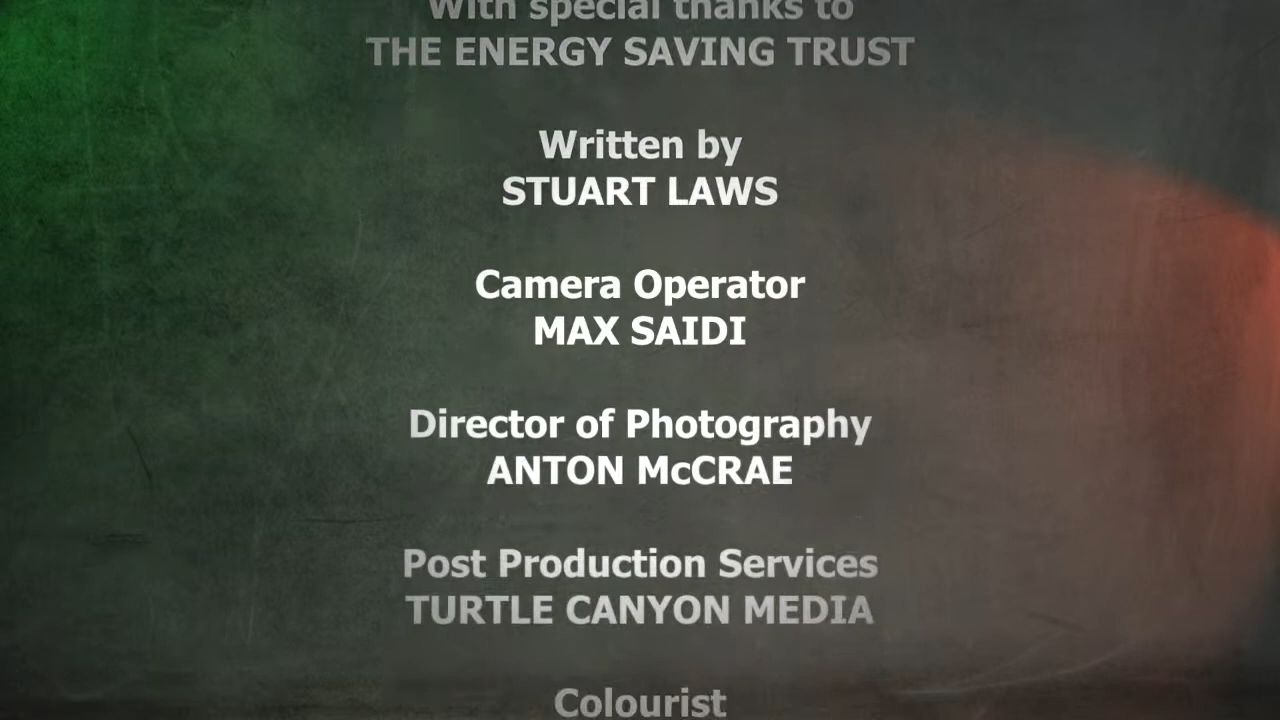 With special thanks to
THE ENERGY SAVING TRUST
Written by
STUART LAWS
Camera Operator
MAX SAIDI
Director of Photography
ANTON McCRAE
Post Production Services
TURTLE CANYON MEDIA
Colourist